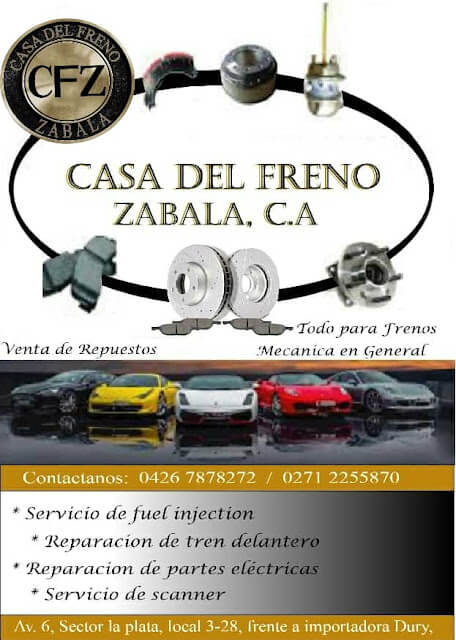 CASA DEL FRENO
CFZ
ZABALA
CASA DEL FRENO
ZABALA, C.A
Todo para Frenos
Venta de Repuestos
Mecanica en General
Contactanos: 0426 7878272 / 0271 2255870
* Servicio de fuel injection
* Reparacion de tren delantero
* Reparacion de partes eléctricas
* Servicio de scanner
Av. 6, Sector la plata, local 3-28, frente a importadora Dury,